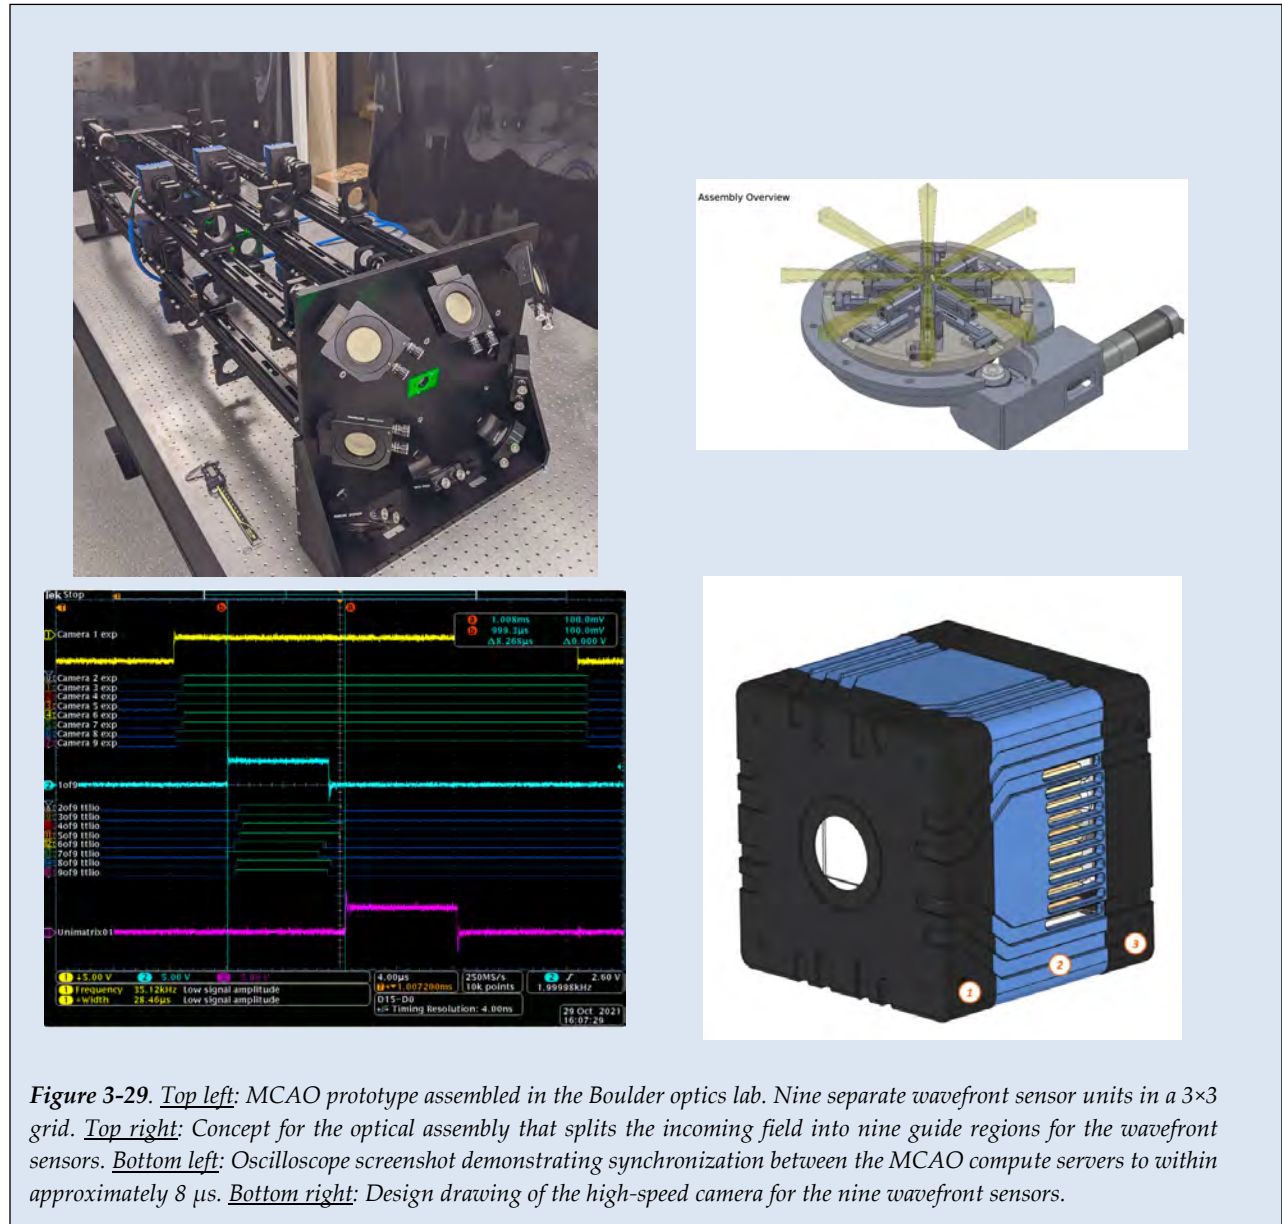 Assembly Overview
Tek Stop
Camera 1 exp
1.008ms 100.0mV
999.3µs 100.0mV
Δ8.268µs Δ0.000 V
Camera 2 exp
Camera 3 exp
Camera 4 exp
Camera 5 exp
Camera 6 exp
Camera 7 exp
Camera 8 exp
Camera 9 exp
1of9
2of9 ttlio
3of9 ttlio
4of9 ttlio
5of9 ttlio
6of9 ttlio
7of9 ttlio
8of9 ttlio
9of9 ttlio
Unimatrix01
1 5.00 V 2 5.00 V 5.00 V
1 Frequency 35.12kHz Low signal amplitude
1 +Width 28.46µs Low signal amplitude
4.00µs
1.007200ms
250MS/s
10k points
2 2.60 V
1.99998kHz
D15-D0
Timing Resolution: 4.00ns
29 Oct 2021
16:07:29
1 2 3
Figure 3-29. Top left: MCAO prototype assembled in the Boulder optics lab. Nine separate wavefront sensor units in a 3×3
grid. Top right: Concept for the optical assembly that splits the incoming field into nine guide regions for the wavefront
sensors. Bottom left: Oscilloscope screenshot demonstrating synchronization between the MCAO compute servers to within
approximately 8 µs. Bottom right: Design drawing of the high-speed camera for the nine wavefront sensors.